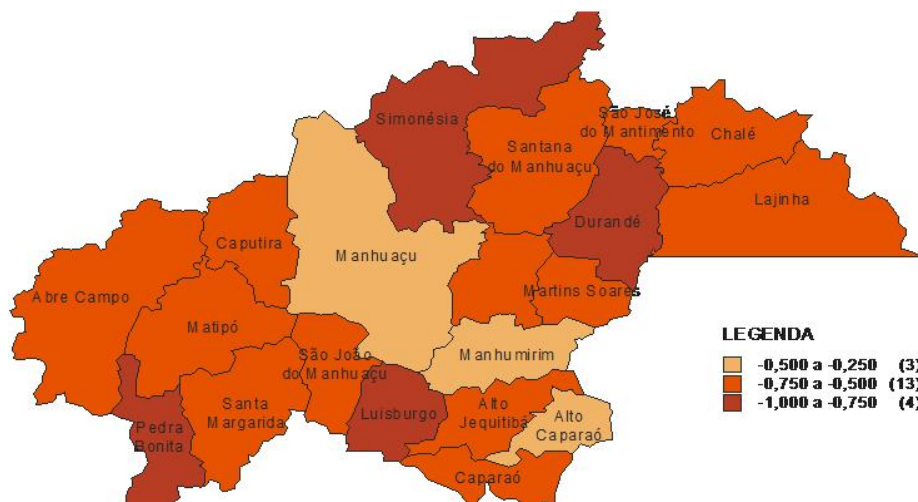 Simonésia
São José
do Mantimento
Chalé
Santana
do Manhuaçu
Lajinha
Durandé
Caputira
Manhuaçu
Abre Campo
Martins Soares
Matipó
São João
do Manhuaçu
Manhumirim
LEGENDA
-0,500 a -0,250 (3)
-0,750 a -0,500 (13)
-1,000 a -0,750 (4)
Santa
Margarida
Luisburgo
Alto
Jequitibá
Alto
Caparaó
Pedra
Bonita
Caparaó